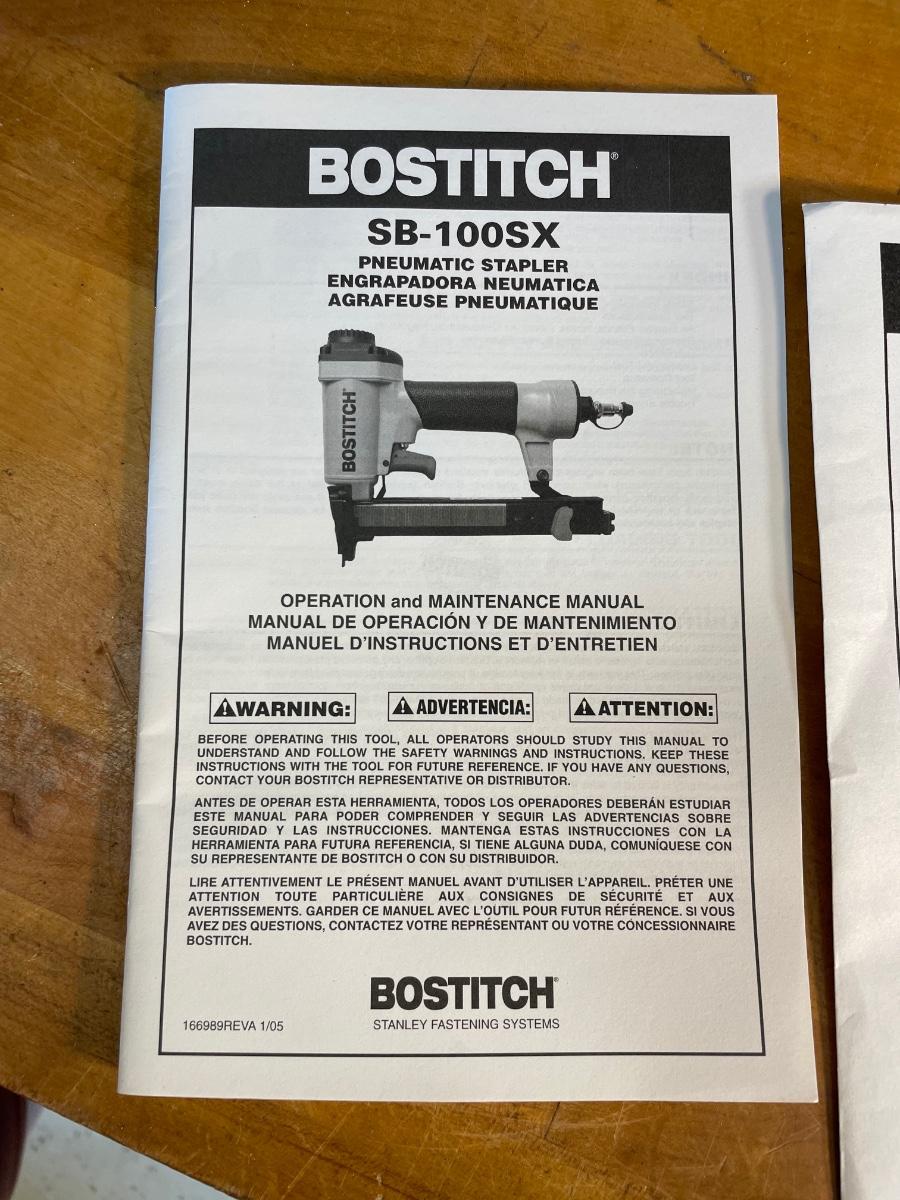 BOSTITCH®
SB-100SX
PNEUMATIC STAPLER
ENGRAPADORA NEUMATICA
AGRAFEUSE PNEUMATIQUE
BOSTITCH
OPERATION and MAINTENANCE MANUAL
MANUAL DE OPERACIÓN Y DE MANTENIMIENTO
MANUEL D'INSTRUCTIONS ET D'ENTRETIEN
⚠WARNING: ⚠ADVERTENCIA: ⚠ATTENTION:
BEFORE OPERATING THIS TOOL, ALL OPERATORS SHOULD STUDY THIS MANUAL TO
UNDERSTAND AND FOLLOW THE SAFETY WARNINGS AND INSTRUCTIONS. KEEP THESE
INSTRUCTIONS WITH THE TOOL FOR FUTURE REFERENCE. IF YOU HAVE ANY QUESTIONS,
CONTACT YOUR BOSTITCH REPRESENTATIVE OR DISTRIBUTOR.
ANTES DE OPERAR ESTA HERRAMIENTA, TODOS LOS OPERADORES DEBERÁN ESTUDIAR
ESTE MANUAL PARA PODER COMPRENDER Y SEGUIR LAS ADVERTENCIAS SOBRE
SEGURIDAD Y LAS INSTRUCCIONES. MANTENGA ESTAS INSTRUCCIONES CON LA
HERRAMIENTA PARA FUTURA REFERENCIA, SI TIENE ALGUNA DUDA, COMUNÍQUESE CON
SU REPRESENTANTE DE BOSTITCH O CON SU DISTRIBUIDOR.
LIRE ATTENTIVEMENT LE PRÉSENT MANUEL AVANT D'UTILISER L'APPAREIL. PRÉTER UNE
ATTENTION TOUTE PARTICULIÈRE AUX CONSIGNES DE SÉCURITÉ ET AUX
AVERTISSEMENTS. GARDER CE MANUEL AVEC L'OUTIL POUR FUTUR RÉFÉRENCE. SI VOUS
AVEZ DES QUESTIONS, CONTACTEZ VOTRE REPRÉSENTANT OU VOTRE CONCESSIONNAIRE
BOSTITCH.
BOSTITCH®
STANLEY FASTENING SYSTEMS
166989REVA 1/05